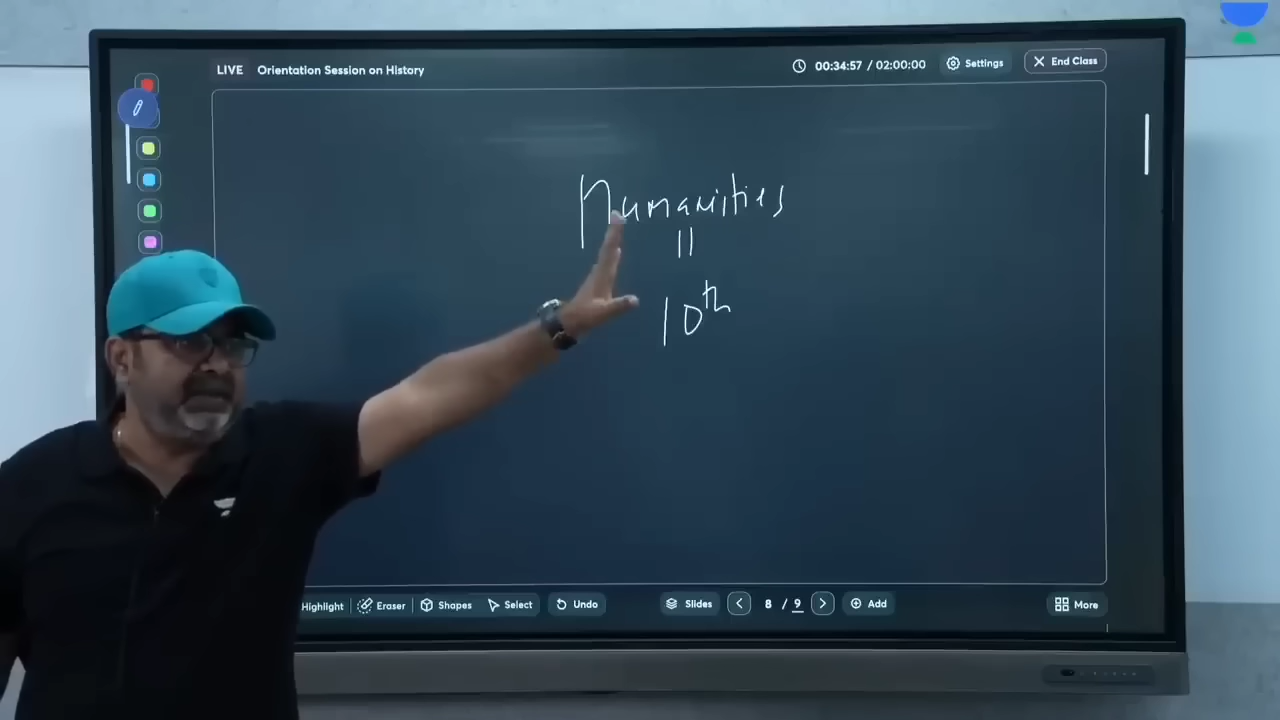 LIVE Orientation Session on History 00:34:57 / 02:00:00 Settings End Class
Humanities
||
10th
Highlight Eraser Shapes Select Undo Slides 8 / 9 Add More